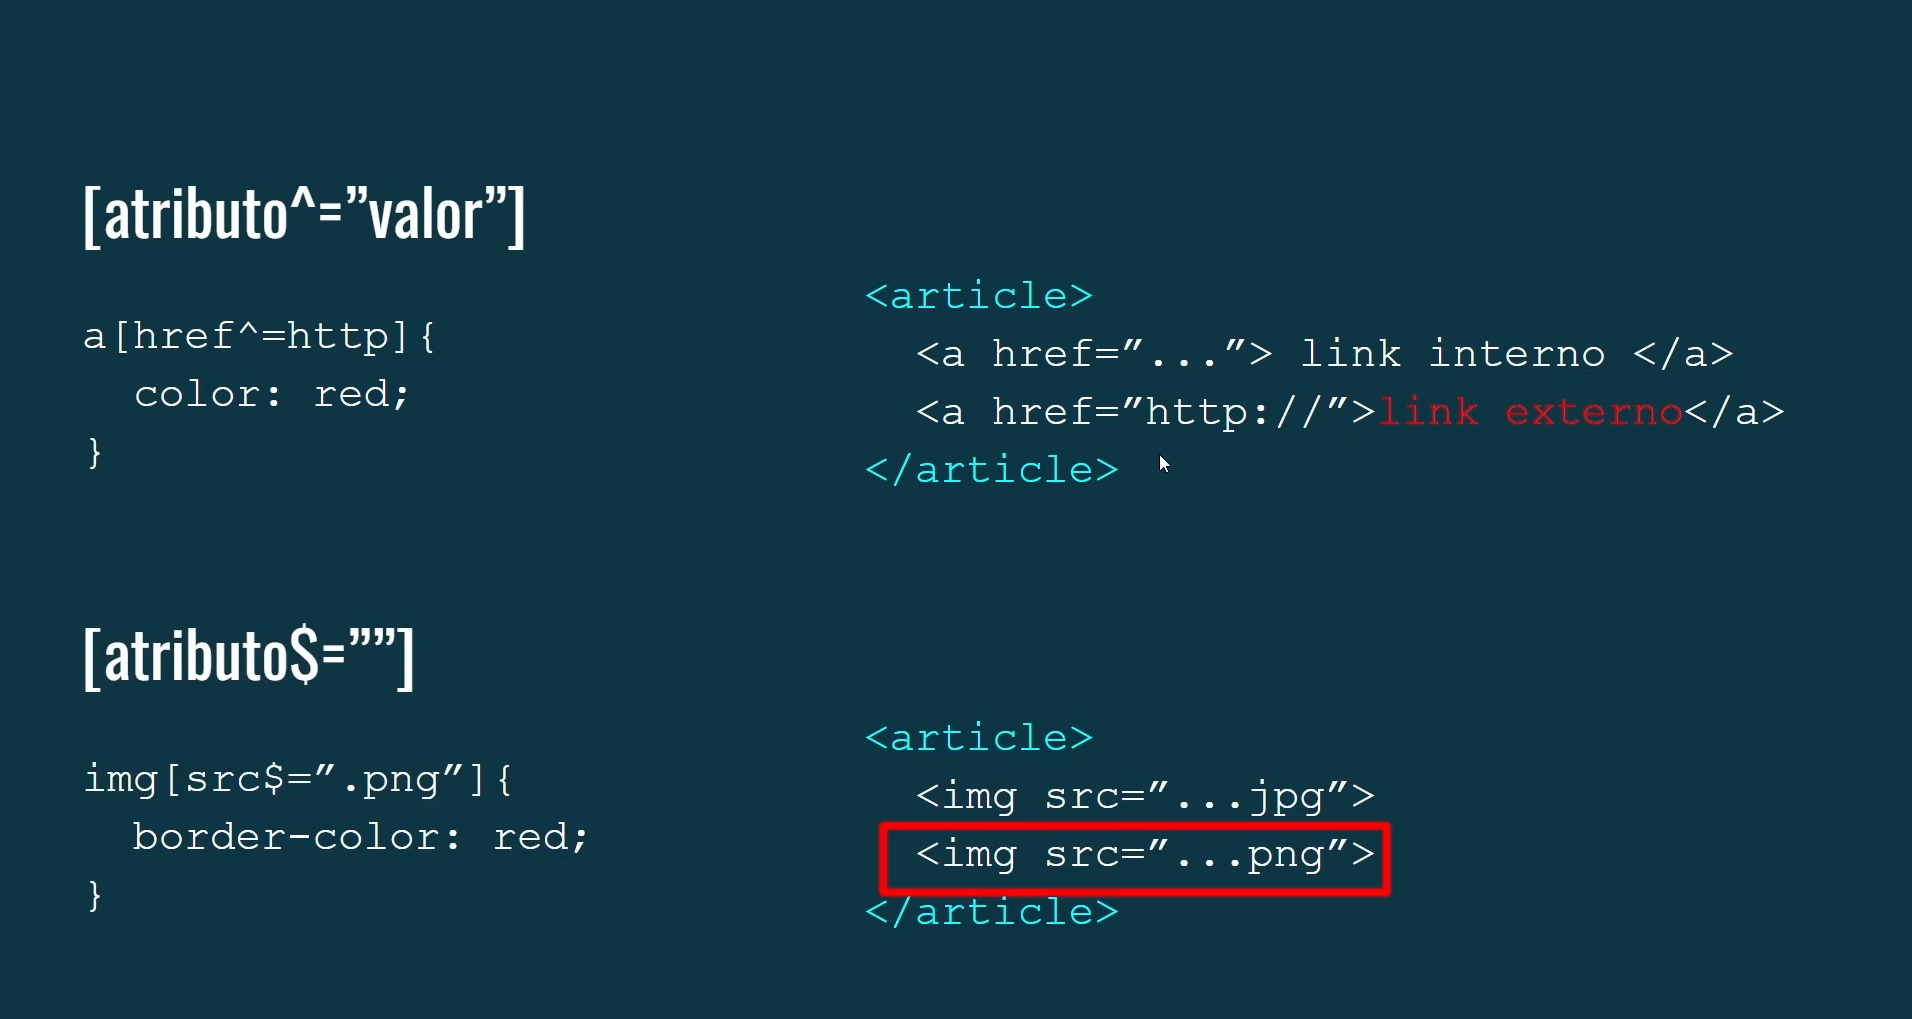 [atributo^=”valor”]
a[href^=http]{
color: red;
}
<article>
<a href=”...”> link interno </a>
<a href=”http://”>link externo</a>
</article>
[atributo$=””]
img[src$=”.png”]{
border-color: red;
}
<article>
<img src=”...jpg”>
<img src=”...png”>
</article>